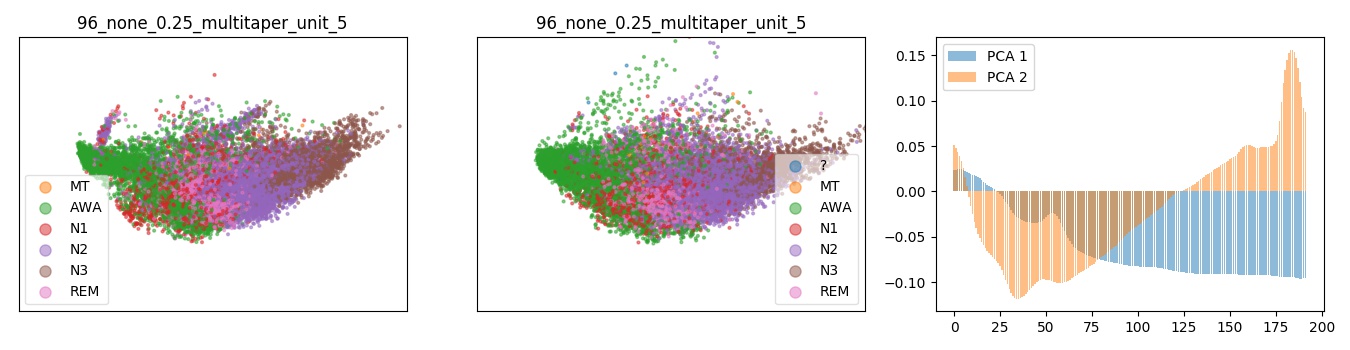 96_none_0.25_multitaper_unit_5
MT
AWA
N1
N2
N3
REM
96_none_0.25_multitaper_unit_5
?
MT
AWA
N1
N2
N3
REM
PCA 1
PCA 2
0.15
0.10
0.05
0.00
−0.05
−0.10
0 25 50 75 100 125 150 175 200